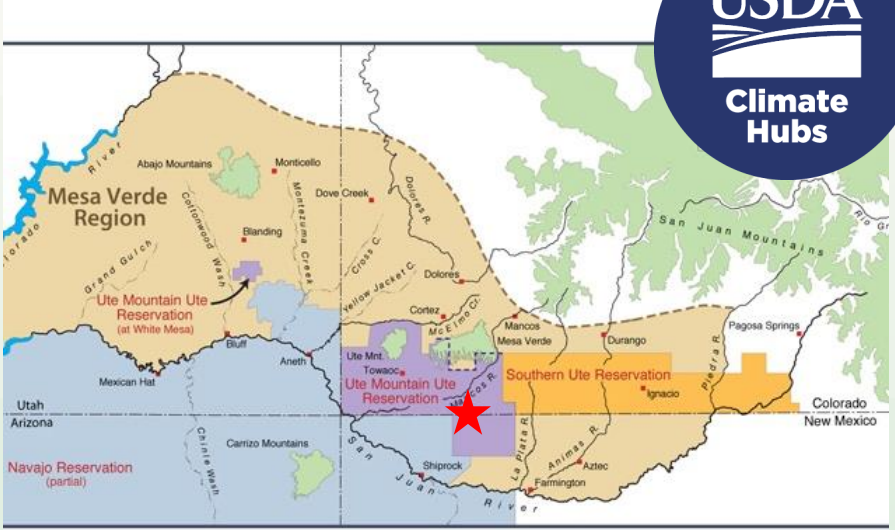 USDA
Climate
Hubs
River
Abajo Mountains
Monticello
Mesa Verde
Region
Dove Creek
Dolores R.
Cottonwood Wash
Montezuma Creek
Blanding
San Juan Mountains
Rio Gr
olorado
Grand Gulch
Cross C.
Yellow Jacket C.
Dolores
Ute Mountain Ute
Reservation
(at White Mesa)
Cortez
McElmo Cr.
Mancos
Mesa Verde
Durango
Piedra R.
Pagosa Springs
Bluff
Aneth
Ute Mnt.
Towaoc
Mexican Hat
Ute Mountain Ute
Reservation
Mancos R.
Southern Ute Reservation
Ignacio
Utah
Arizona
Colorado
New Mexico
Chinle Wash
Carrizo Mountains
San Juan River
La Plata R.
Animas R.
Navajo Reservation
(partial)
Shiprock
Aztec
Farmington